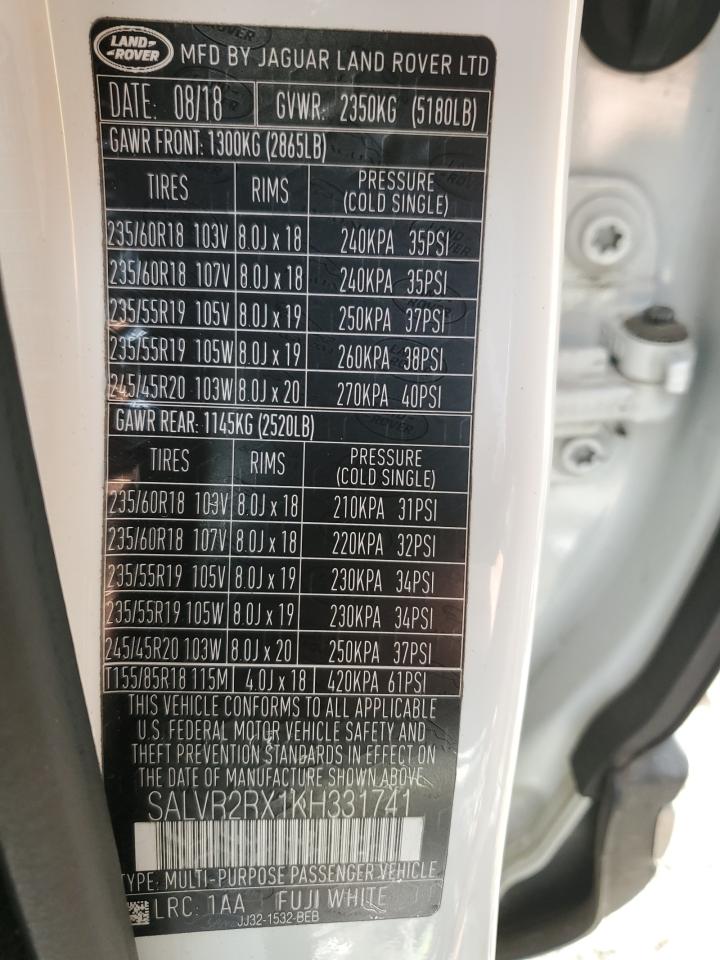 LAND-
-ROVER
MFD BY JAGUAR LAND ROVER LTD
DATE: 08/18 GVWR: 2350KG (5180LB)
GAWR FRONT: 1300KG (2865LB)
TIRES RIMS PRESSURE
(COLD SINGLE)
235/60R18 103V 8.0J x 18 240KPA 35PSI
235/60R18 107V 8.0J x 18 240KPA 35PSI
235/55R19 105V 8.0J x 19 250KPA 37PSI
235/55R19 105W 8.0J x 19 260KPA 38PSI
245/45R20 103W 8.0J x 20 270KPA 40PSI
GAWR REAR: 1145KG (2520LB)
TIRES RIMS PRESSURE
(COLD SINGLE)
235/60R18 103V 8.0J x 18 210KPA 31PSI
235/60R18 107V 8.0J x 18 220KPA 32PSI
235/55R19 105V 8.0J x 19 230KPA 34PSI
235/55R19 105W 8.0J x 19 230KPA 34PSI
245/45R20 103W 8.0J x 20 250KPA 37PSI
T155/85R18 115M 4.0J x 18 420KPA 61PSI
THIS VEHICLE CONFORMS TO ALL APPLICABLE
U.S. FEDERAL MOTOR VEHICLE SAFETY AND
THEFT PREVENTION STANDARDS IN EFFECT ON
THE DATE OF MANUFACTURE SHOWN ABOVE
SALVR2RX1KH331741
TYPE: MULTI-PURPOSE PASSENGER VEHICLE
LRC: 1AA FUJI WHITE
JJ32-1532-BEB